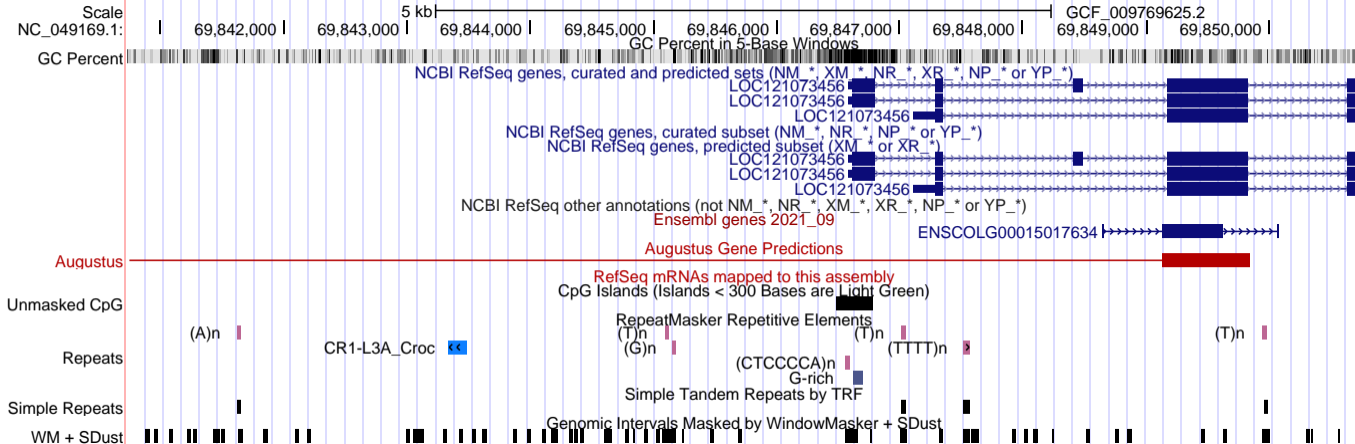 Scale 5 kb GCF_009769625.2
NC_049169.1: 69,842,000 69,843,000 69,844,000 69,845,000 69,846,000 69,847,000 69,848,000 69,849,000 69,850,000
GC Percent in 5-Base Windows
GC Percent
NCBI RefSeq genes, curated and predicted sets (NM_*, XM_*, NR_*, XR_*, NP_* or YP_*)
LOC121073456
LOC121073456
LOC121073456
NCBI RefSeq genes, curated subset (NM_*, NR_*, NP_* or YP_*)
NCBI RefSeq genes, predicted subset (XM_* or XR_*)
LOC121073456
LOC121073456
LOC121073456
NCBI RefSeq other annotations (not NM_*, NR_*, XM_*, XR_*, NP_* or YP_*)
Ensembl genes 2021_09
ENSCOLG00015017634
Augustus Gene Predictions
Augustus
RefSeq mRNAs mapped to this assembly
CpG Islands (Islands < 300 Bases are Light Green)
Unmasked CpG
RepeatMasker Repetitive Elements
(A)n (T)n (T)n (T)n
Repeats CR1-L3A_Croc (G)n (TTTT)n
(CTCCCCA)n
G-rich
Simple Tandem Repeats by TRF
Simple Repeats
Genomic Intervals Masked by WindowMasker + SDust
WM + SDust